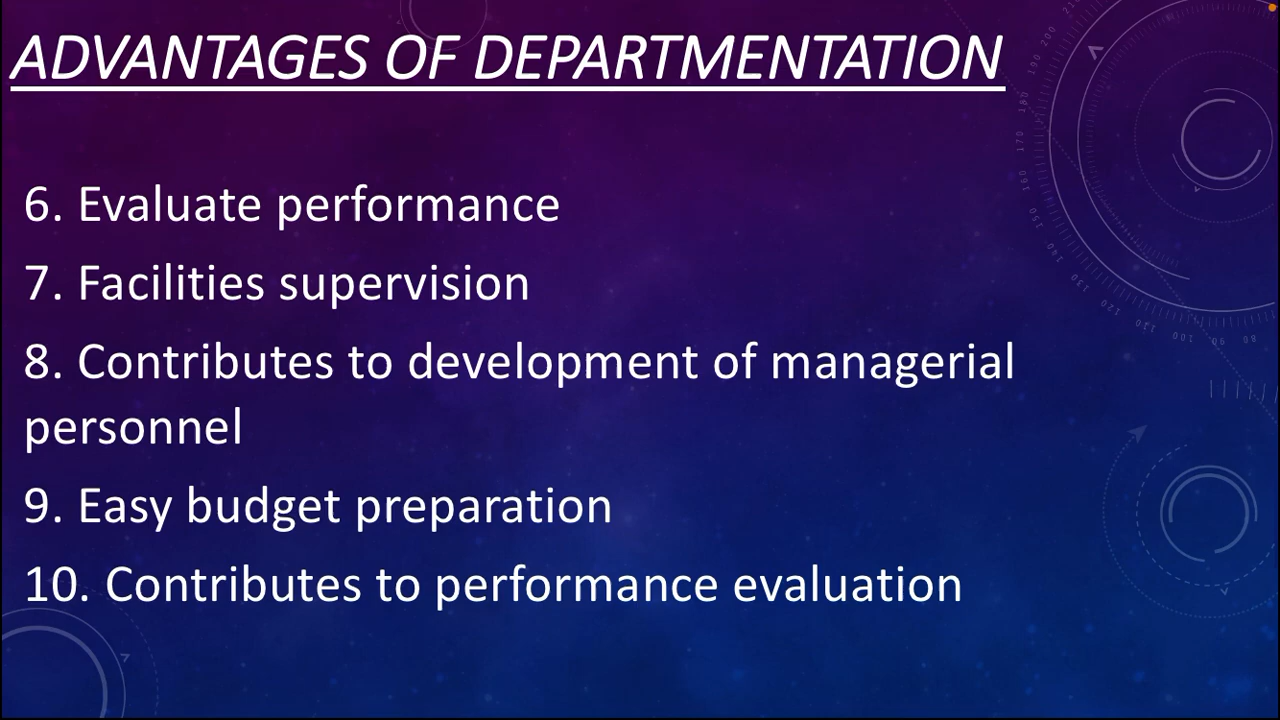 ADVANTAGES OF DEPARTMENTATION
6. Evaluate performance
7. Facilities supervision
8. Contributes to development of managerial
personnel
9. Easy budget preparation
10. Contributes to performance evaluation